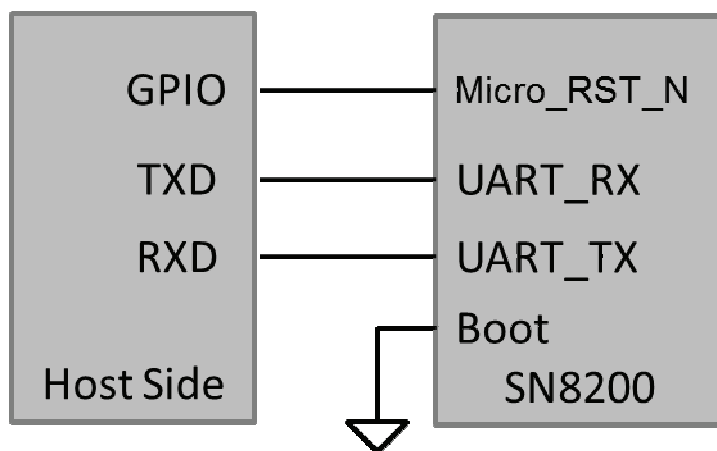 GPIO
Micro_RST_N
TXD
UART_RX
RXD
UART_TX
Boot
Host Side
SN8200